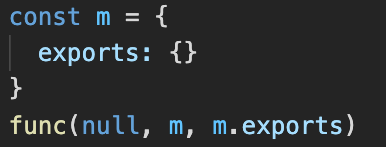 const m = {
  exports: {}
}
func(null, m, m.exports)